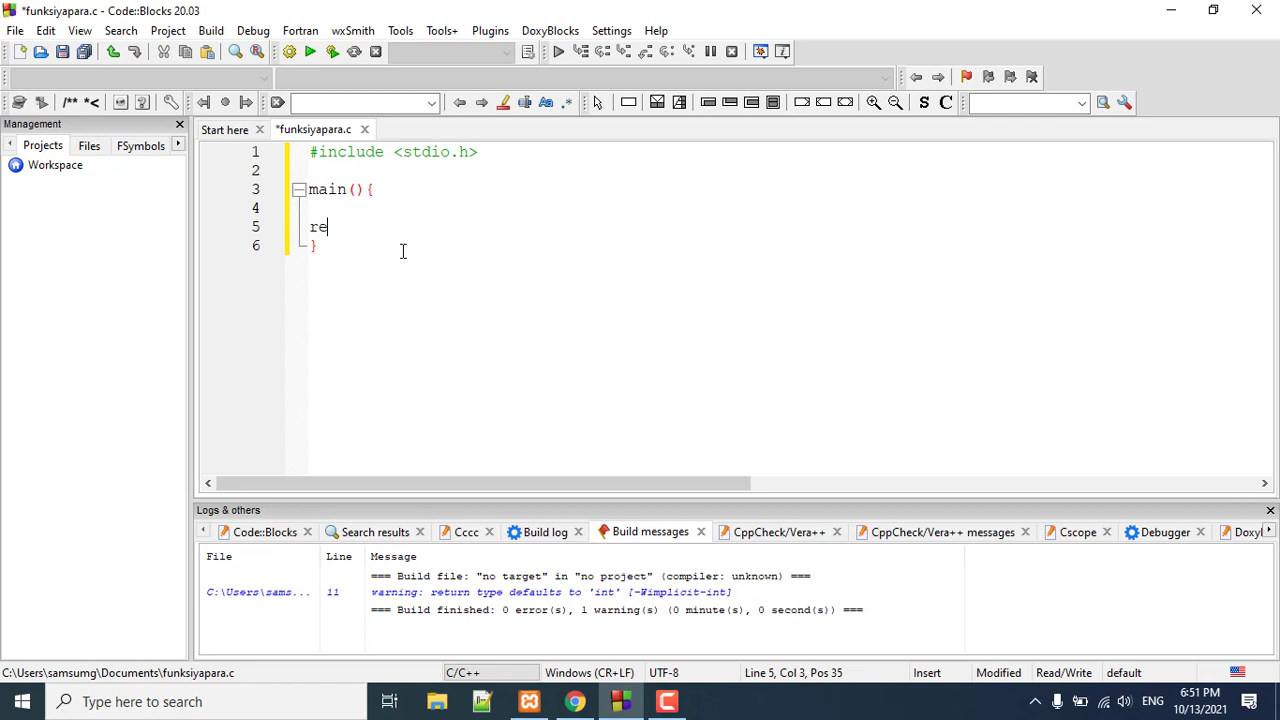 *funksiyapara.c - Code::Blocks 20.03
File Edit View Search Project Build Debug Fortran wxSmith Tools Tools+ Plugins DoxyBlocks Settings Help
/** *<
S C
Management
Start here *funksiyapara.c
Projects Files FSymbols
Workspace
1 #include <stdio.h>
2
3 main(){
4
5 re
6 }
Logs & others
Code::Blocks Search results Cccc Build log Build messages CppCheck/Vera++ CppCheck/Vera++ messages Cscope Debugger Doxyl
File Line Message
=== Build file: "no target" in "no project" (compiler: unknown) ===
C:\Users\sams... 11 warning: return type defaults to 'int' [-Wimplicit-int]
=== Build finished: 0 error(s), 1 warning(s) (0 minute(s), 0 second(s)) ===
C:\Users\samsumg\Documents\funksiyapara.c C/C++ Windows (CR+LF) UTF-8 Line 5, Col 3, Pos 35 Insert Modified Read/Write default
Type here to search
ENG
6:51 PM
10/13/2021